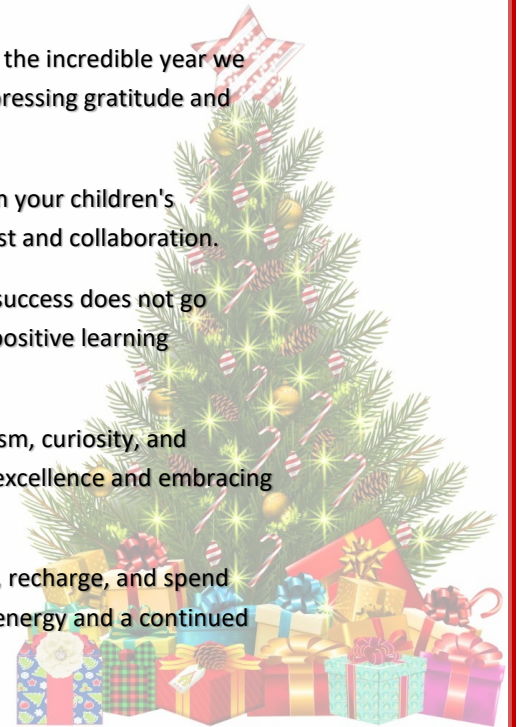 the incredible year we
ressing gratitude and
your children's
st and collaboration.
success does not go
positive learning
sm, curiosity, and
excellence and embracing
, recharge, and spend
energy and a continued